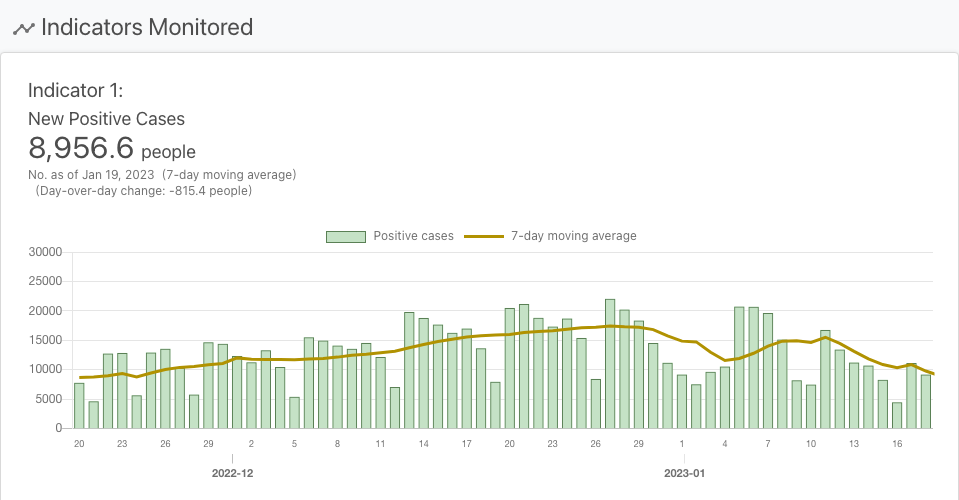 Indicators Monitored
Indicator 1:
New Positive Cases
8,956.6 people
No. as of Jan 19, 2023 (7-day moving average)
(Day-over-day change: -815.4 people)
Positive cases 7-day moving average
30000
25000
20000
15000
10000
5000
0
20 23 26 29 2 5 8 11 14 17 20 23 26 29 1 4 7 10 13 16
2022-12 2023-01